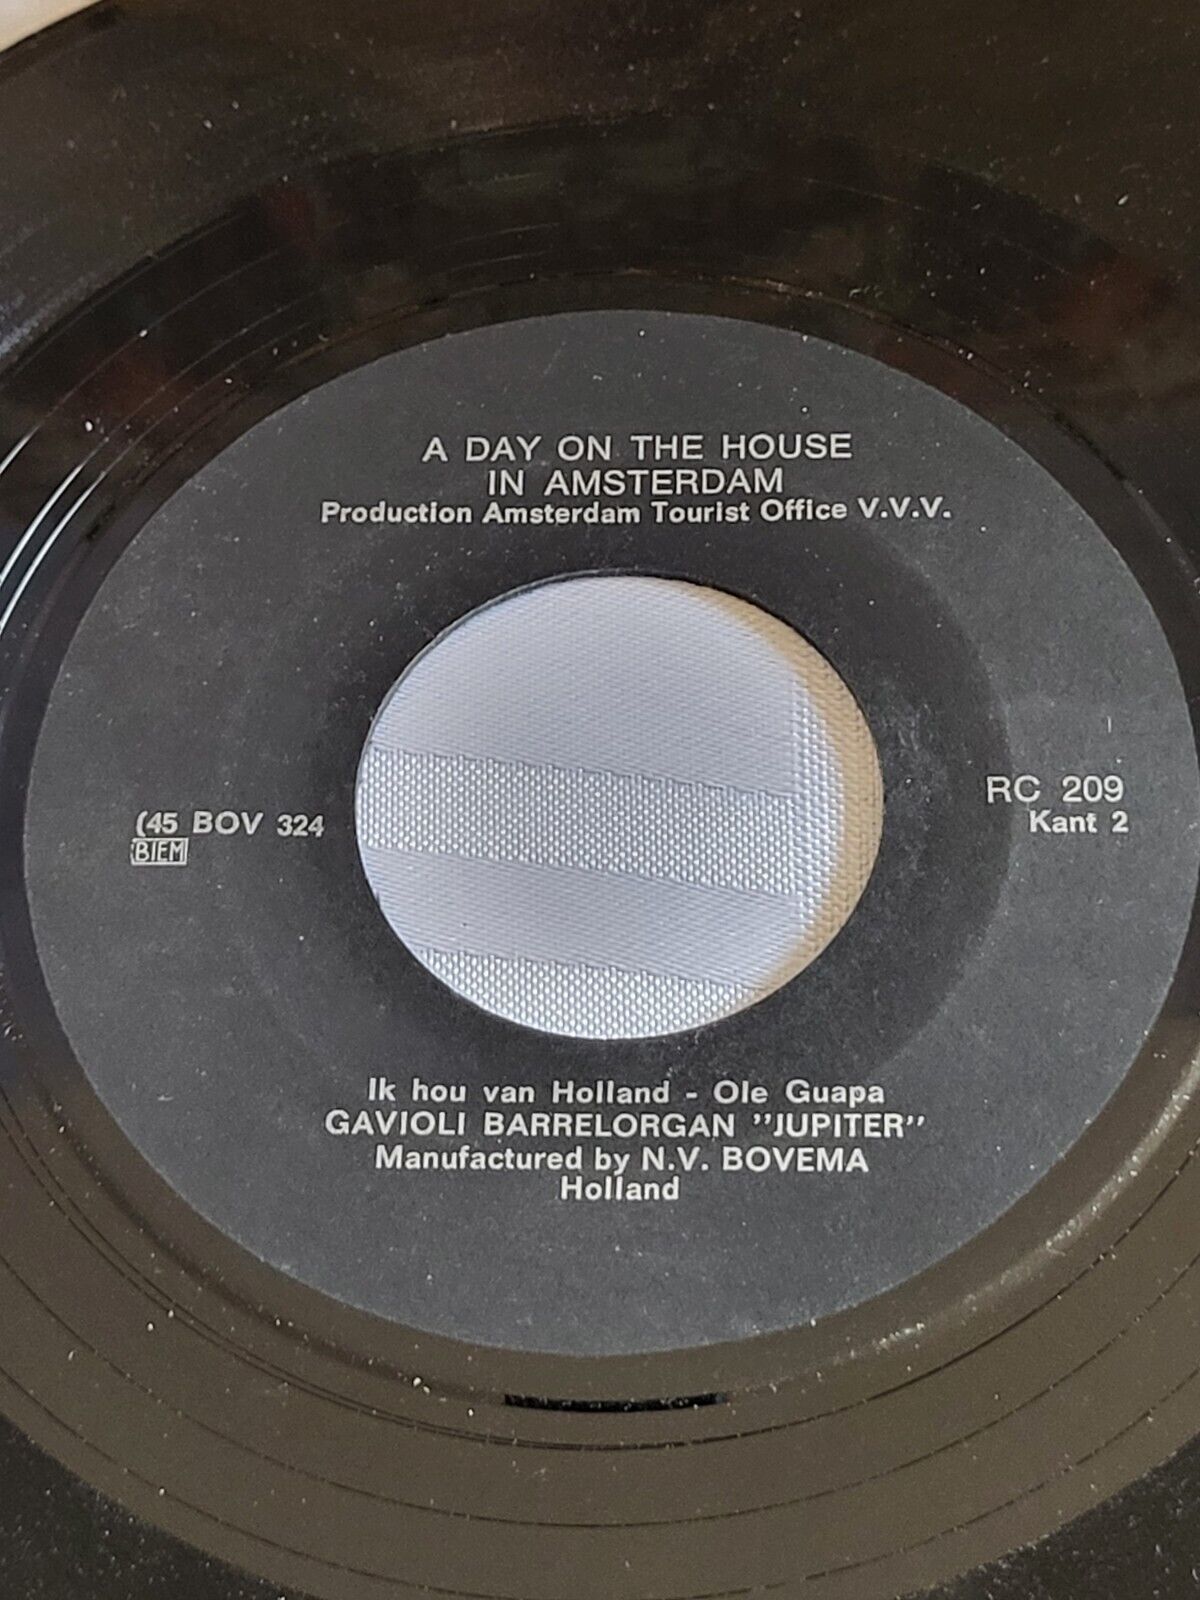 A DAY ON THE HOUSE
IN AMSTERDAM
Production Amsterdam Tourist Office V.V.V.
RC 209
Kant 2
(45 BOV 324
BIEM
Ik hou van Holland - Ole Guapa
GAVIOLI BARRELORGAN "JUPITER"
Manufactured by N.V. BOVEMA
Holland